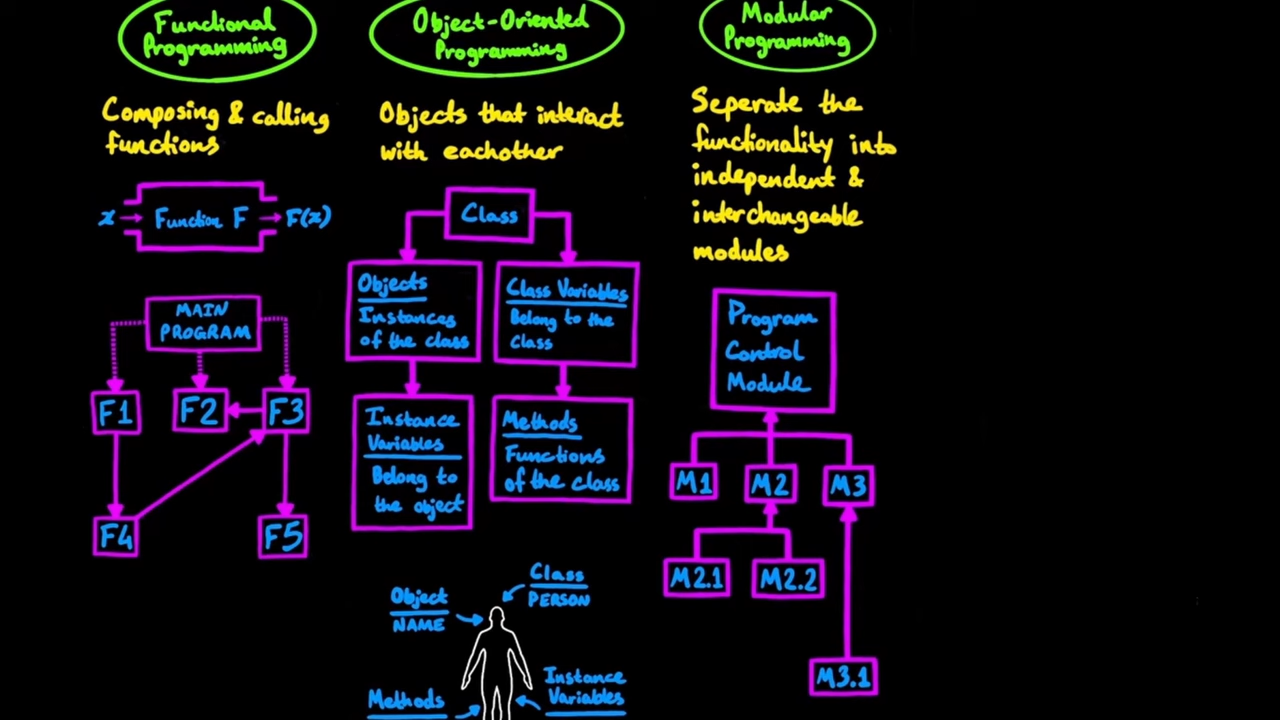 Functional
Programming
Composing & calling
functions
x → Function F → F(x)
MAIN
PROGRAM
F1
F2
F3
F4
F5
Object-Oriented
Programming
Objects that interact
with eachother
Class
Objects
Instances
of the class
Class Variables
Belong to the
Class
Instance
Variables
Belong to
the object
Methods
Functions
of the class
Class
PERSON
Object
NAME
Methods
Instance
Variables
Modular
Programming
Seperate the
functionality into
independent &
interchangeable
modules
Program
Control
Module
M1
M2
M3
M2.1
M2.2
M3.1